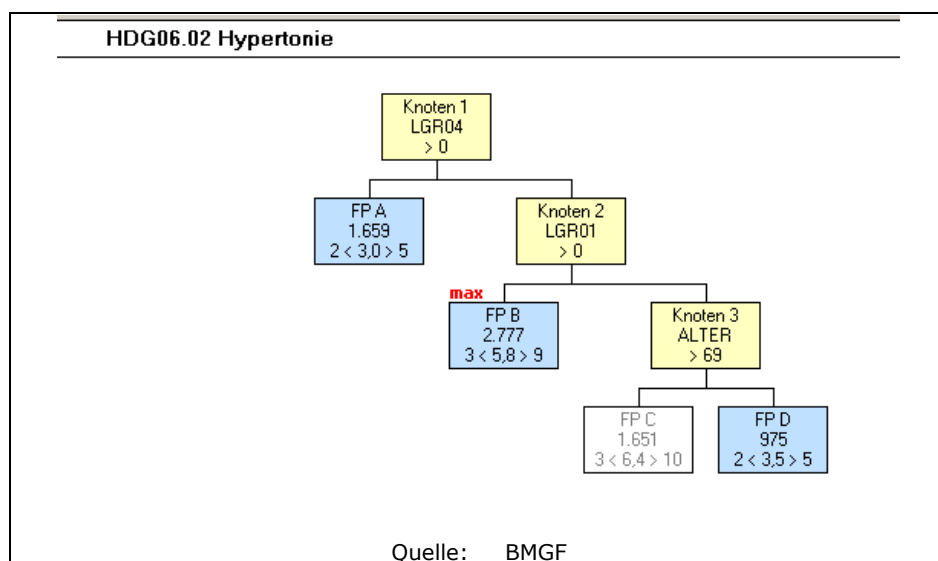 HDG06.02 Hypertonie
Knoten 1
LGR04
> 0
FP A
1.659
2 < 3,0 > 5
Knoten 2
LGR01
> 0
max
FP B
2.777
3 < 5,8 > 9
Knoten 3
ALTER
> 69
FP C
1.651
3 < 6,4 > 10
FP D
975
2 < 3,5 > 5
Quelle: BMGF